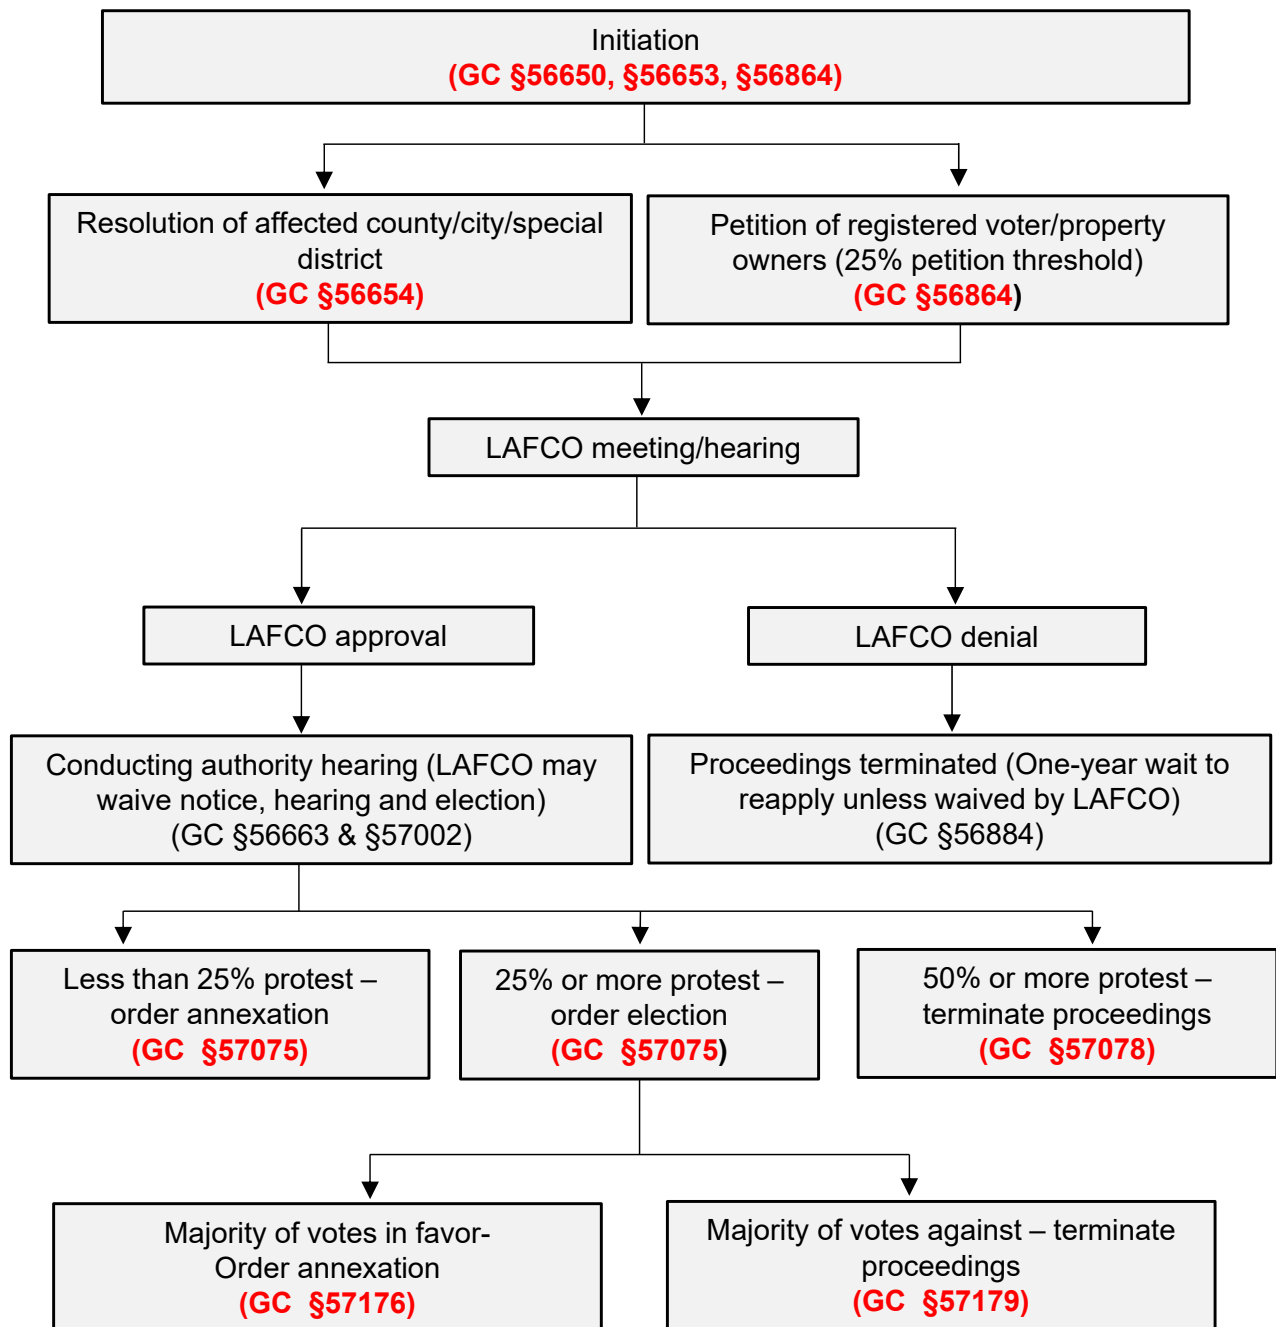 Initiation
(GC §56650, §56653, §56864)
Resolution of affected county/city/special
district
(GC §56654)
Petition of registered voter/property
owners (25% petition threshold)
(GC §56864)
LAFCO meeting/hearing
LAFCO approval
LAFCO denial
Conducting authority hearing (LAFCO may
waive notice, hearing and election)
(GC §56663 & §57002)
Proceedings terminated (One-year wait to
reapply unless waived by LAFCO)
(GC §56884)
Less than 25% protest –
order annexation
(GC  §57075)
25% or more protest –
order election
(GC  §57075)
50% or more protest –
terminate proceedings
(GC  §57078)
Majority of votes in favor-
Order annexation
(GC  §57176)
Majority of votes against – terminate
proceedings
(GC  §57179)